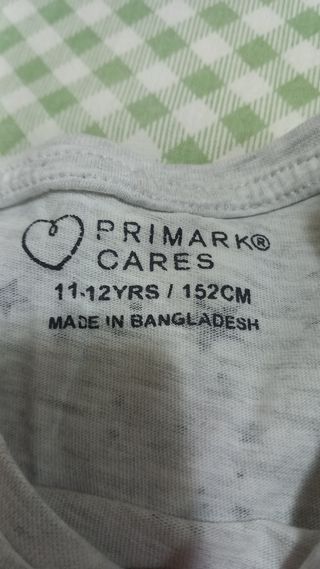 PRIMARK®
CARES
11-12YRS / 152CM
MADE IN BANGLADESH